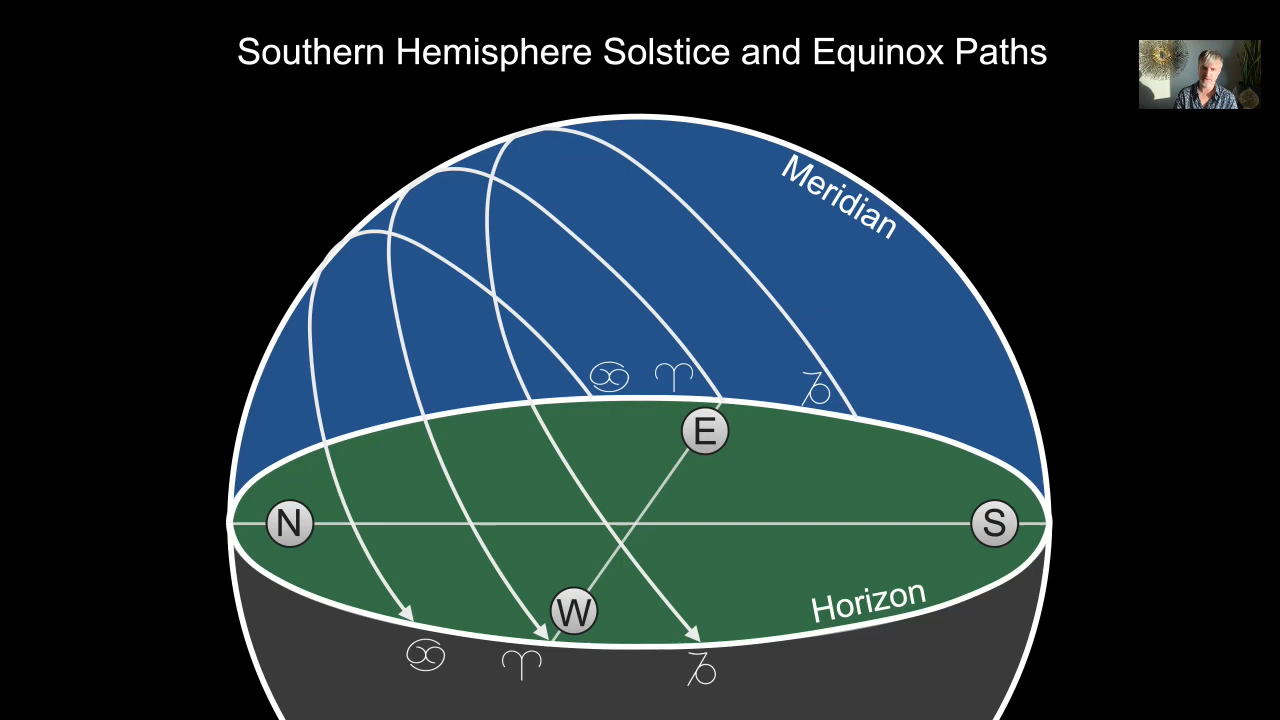 Southern Hemisphere Solstice and Equinox Paths
Meridian
♋ ♈ ♑
E
N
S
W
Horizon
♋ ♈ ♑